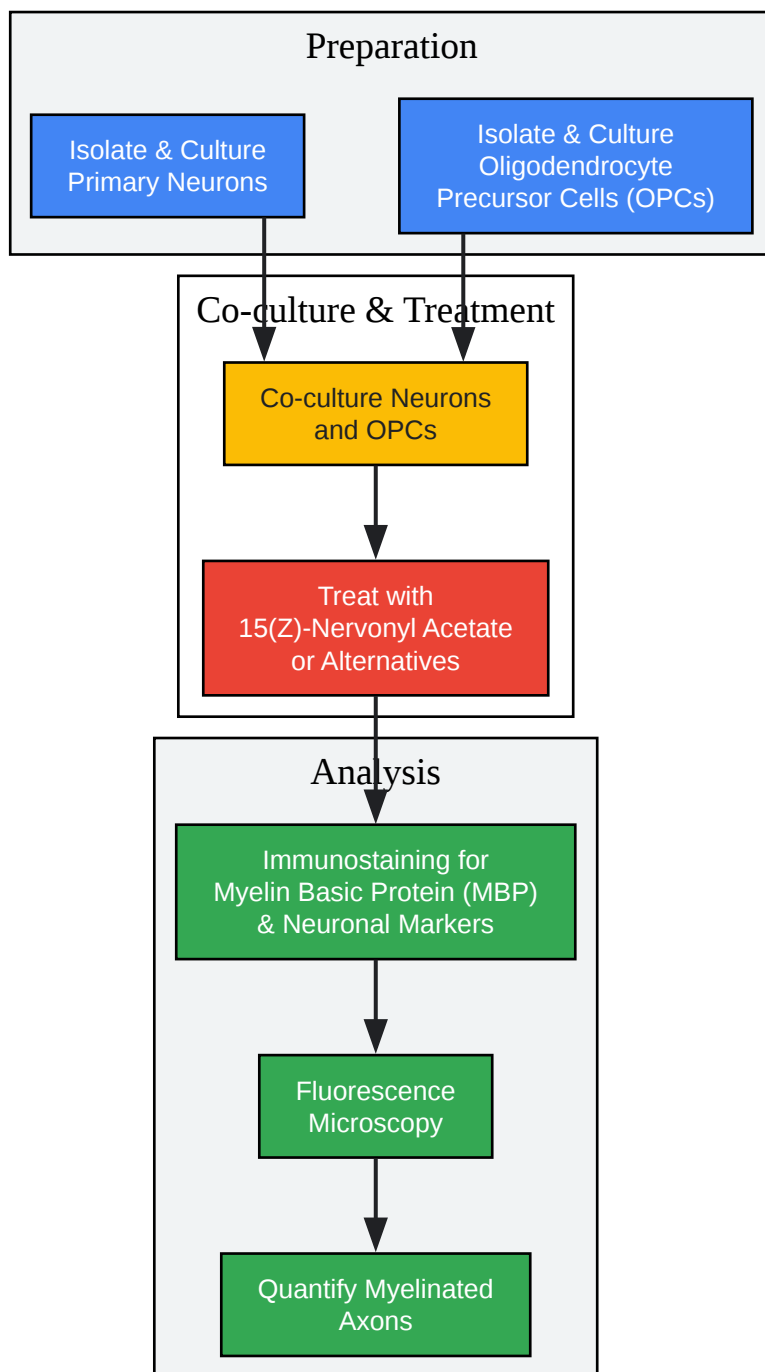 Preparation
Isolate & Culture
Primary Neurons
Isolate & Culture
Oligodendrocyte
Precursor Cells (OPCs)
Co-culture & Treatment
Co-culture Neurons
and OPCs
Treat with
15(Z)-Nervonyl Acetate
or Alternatives
Analysis
Immunostaining for
Myelin Basic Protein (MBP)
& Neuronal Markers
Fluorescence
Microscopy
Quantify Myelinated
Axons